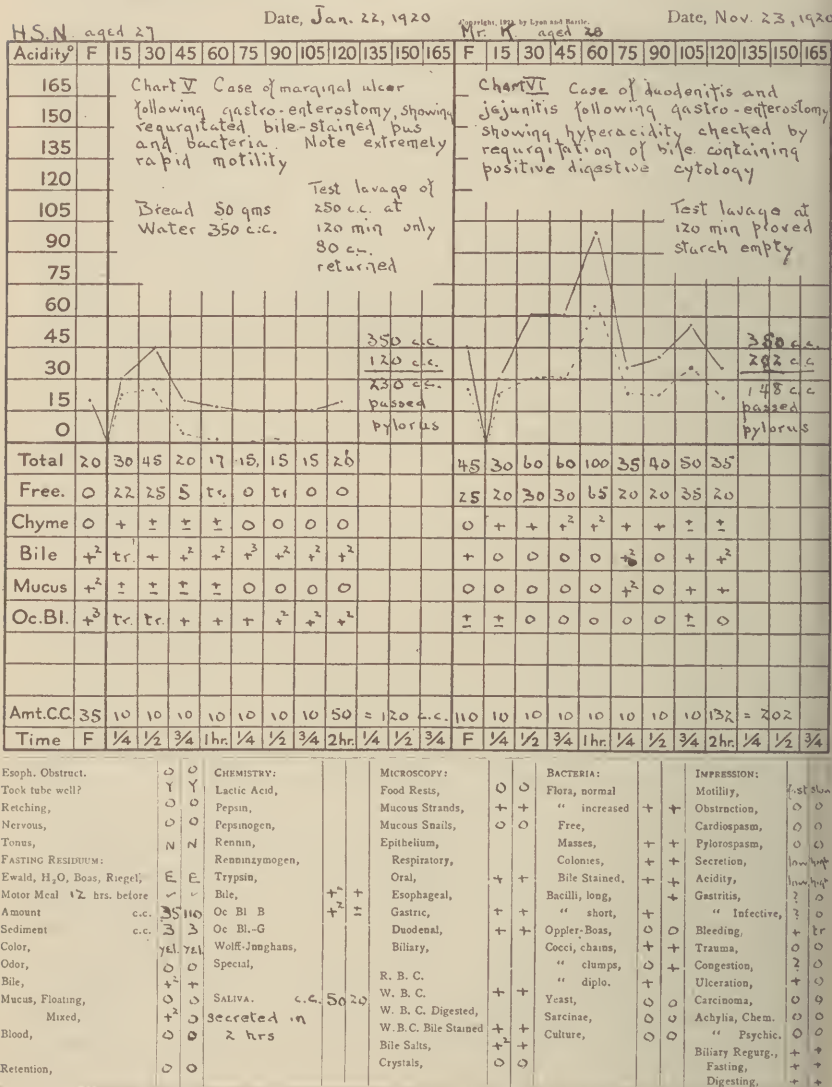 Date, Jan. 22, 1920
Copyright, 1921, by Lyon and Bartle.
Date, Nov. 23, 1920
H.S.N. aged 27
Mr. K. aged 28
Acidity° F 15 30 45 60 75 90 105 120 135 150 165 F 15 30 45 60 75 90 105 120 135 150 165
165
150
135
120
105
90
75
60
45
30
15
0
Chart V Case of marginal ulcer
following gastro-enterostomy, showing
regurgitated bile-stained pus
and bacteria. Note extremely
rapid motility
Bread 50 gms
Water 350 c.c.
Test lavage of
250 c.c. at
120 min only
80 c.c.
returned
350 c.c.
120 c.c.
230 c.c.
passed
pylorus
Chart VI Case of duodenitis and
jejunitis following gastro-enterostomy
showing hyperacidity checked by
regurgitation of bile containing
positive digestive cytology
Test lavage at
120 min proved
starch empty
350 c.c.
202 c.c
148 c.c
passed
pylorus
Total 20 30 45 20 17 15, 15 15 20 45 30 60 60 100 35 40 50 35
Free. 0 22 25 5 tr. 0 tr 0 0 25 20 30 30 65 20 20 35 20
Chyme 0 + ± ± ± 0 0 0 0 0 + + +² +² + + ± ±
Bile +² tr. + +² +² +³ +² +² +² + 0 0 0 0 +² 0 + +²
Mucus +² ± ± ± ± 0 0 0 0 0 0 0 0 0 +² 0 + +
Oc.Bl. +³ tr. tr. + + + +² +² +² ± ± 0 0 0 0 0 ± 0
Amt.C.C. 35 10 10 10 10 10 10 10 50 = 120 c.c. 110 10 10 10 10 10 10 10 132 = 202
Time F ¼ ½ ¾ 1hr. ¼ ½ ¾ 2hr. ¼ ½ ¾ F ¼ ½ ¾ 1hr. ¼ ½ ¾ 2hr. ¼ ½ ¾
Esoph. Obstruct. 0 0
Took tube well? Y Y
Retching, 0 0
Nervous, 0 0
Tonus, N N
FASTING RESIDUUM:
Ewald, H₂O, Boas, Riegel, E E
Motor Meal 12 hrs. before ✓ ✓
Amount c.c. 35 110
Sediment c.c. 3 3
Color, yel. yel.
Odor, 0 0
Bile, +² +
Mucus, Floating, 0 0
Mixed, +² 0
Blood, 0 0
Retention, 0 0
CHEMISTRY:
Lactic Acid,
Pepsin,
Pepsinogen,
Rennin,
Rennizymogen,
Trypsin,
Bile, +² +
Oc Bl B +² ±
Oc Bl.-G
Wolff-Junghans,
Special,
SALIVA. c.c. 50 20
secreted in
2 hrs
MICROSCOPY:
Food Rests, 0 0
Mucous Strands, + +
Mucous Snails, 0 0
Epithelium,
Respiratory,
Oral, + +
Esophageal,
Gastric, + +
Duodenal, + +
Biliary,
R. B. C.
W. B. C. + +
W. B. C. Digested,
W.B.C. Bile Stained + +
Bile Salts, +² +
Crystals, 0 0
BACTERIA:
Flora, normal
" increased + +
Free,
Masses, + +
Colonies, + +
Bile Stained, + +
Bacilli, long, +
" short, +
Oppler-Boas, 0 0
Cocci, chains, + +
" clumps, 0 +
" diplo. +
Yeast, 0 0
Sarcinae, 0 0
Culture, 0 0
IMPRESSION:
Motility, fast slow
Obstruction, 0 0
Cardiospasm, 0 0
Pylorospasm, 0 0
Secretion, low high
Acidity, low high
Gastritis, ? 0
" Infective, ? 0
Bleeding, + tr
Trauma, 0 0
Congestion, ? 0
Ulceration, + 0
Carcinoma, 0 0
Achylia, Chem. 0 0
" Psychic. 0 0
Biliary Regurg., + +
Fasting, + +
Digesting, + +